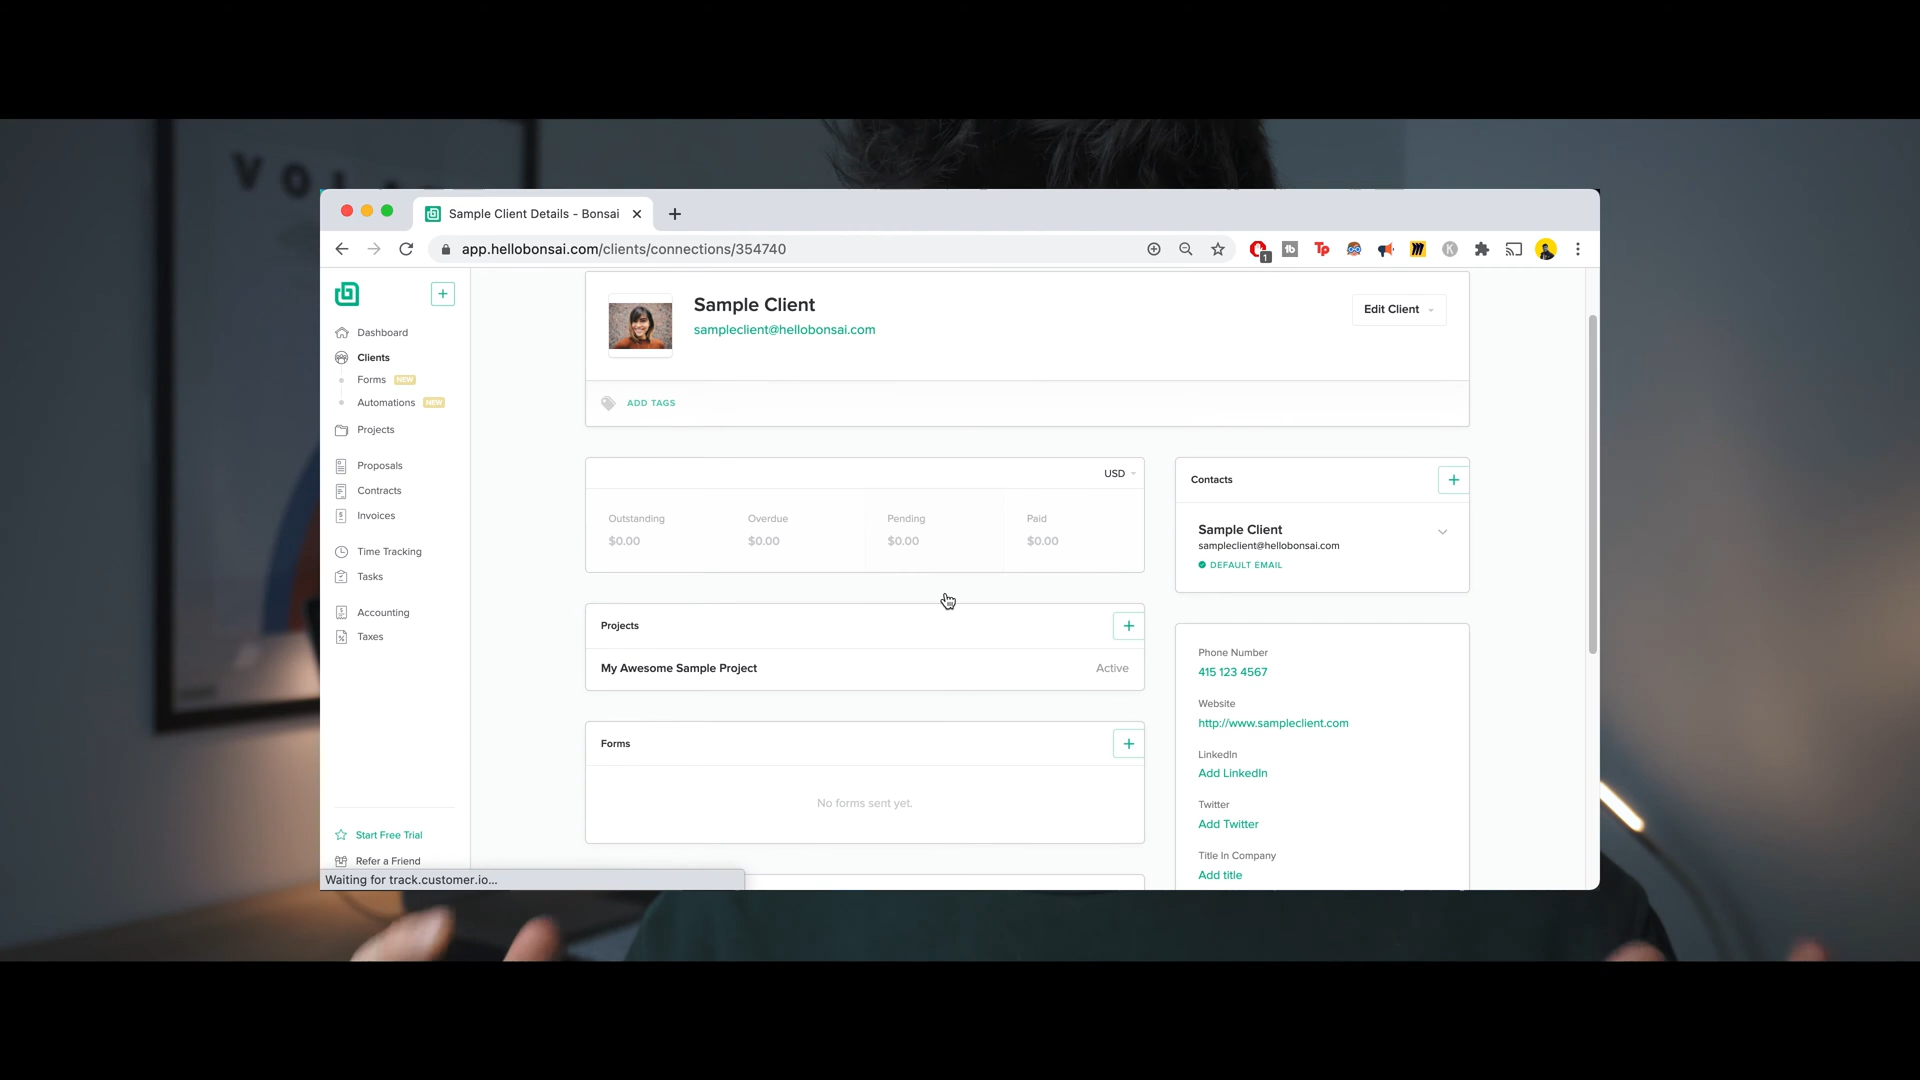 VO
Sample Client Details - Bonsai
app.hellobonsai.com/clients/connections/354740
1
tb
Tp
K
Sample Client
sampleclient@hellobonsai.com
Edit Client
ADD TAGS
Dashboard
Clients
Forms NEW
Automations NEW
Projects
Proposals
Contracts
Invoices
Time Tracking
Tasks
Accounting
Taxes
Start Free Trial
Refer a Friend
Waiting for track.customer.io...
USD
Outstanding Overdue Pending Paid
$0.00 $0.00 $0.00 $0.00
Projects
My Awesome Sample Project Active
Forms
No forms sent yet.
Contacts
Sample Client
sampleclient@hellobonsai.com
DEFAULT EMAIL
Phone Number
415 123 4567
Website
http://www.sampleclient.com
LinkedIn
Add LinkedIn
Twitter
Add Twitter
Title In Company
Add title